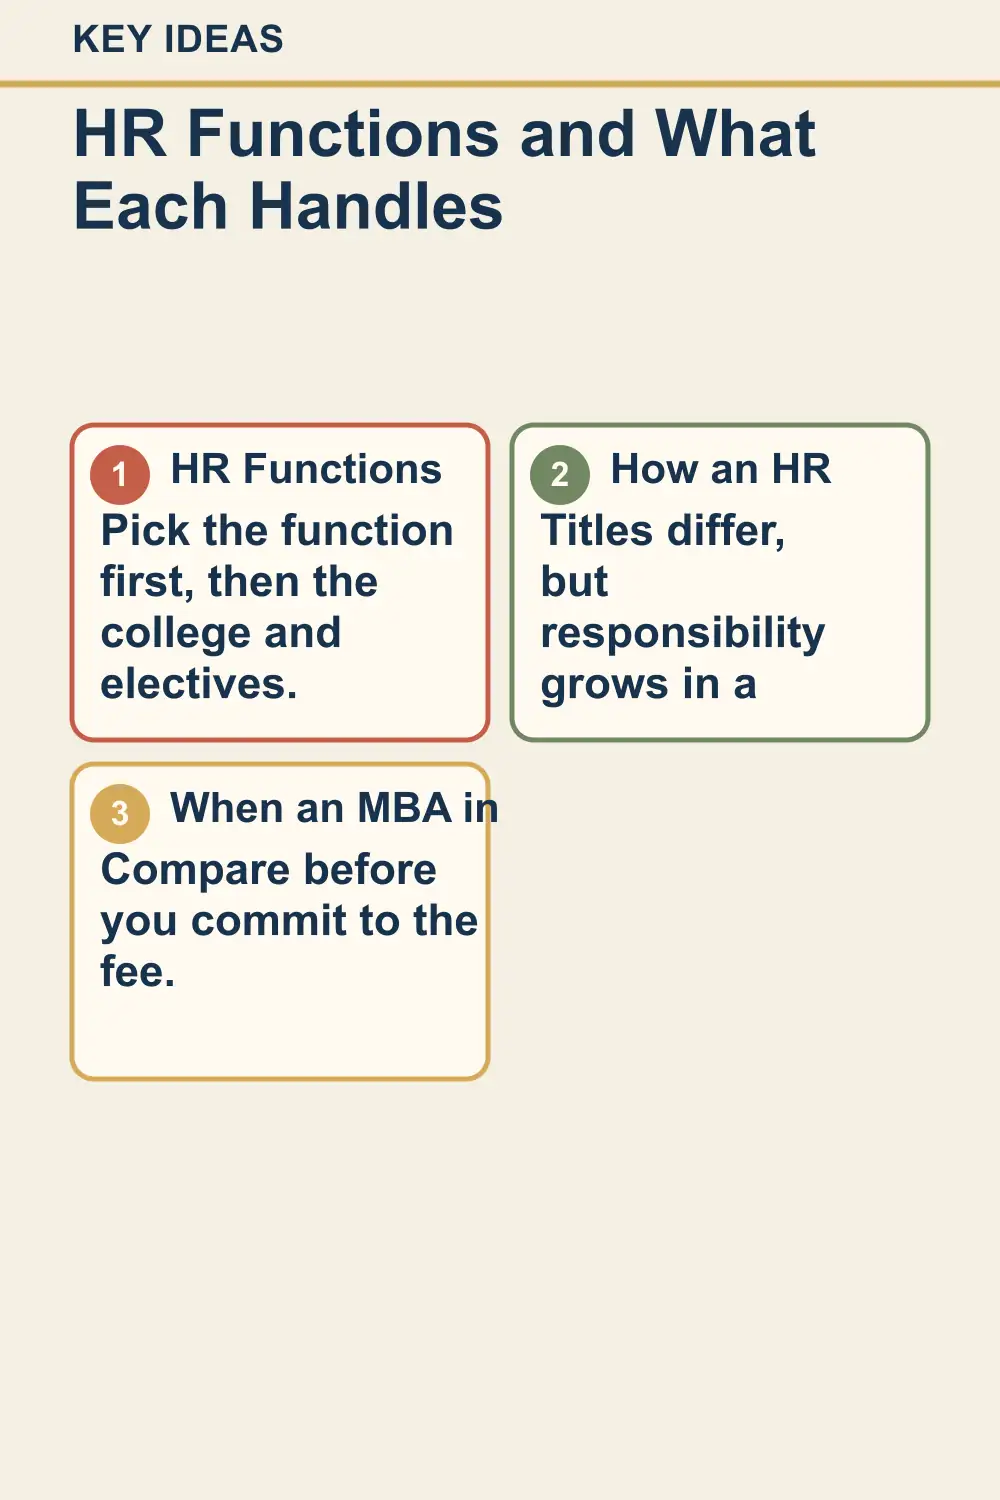 KEY IDEAS
HR Functions and What
Each Handles
1 HR Functions
Pick the function
first, then the
college and
electives.
2 How an HR
Titles differ,
but
responsibility
grows in a
3 When an MBA in
Compare before
you commit to the
fee.